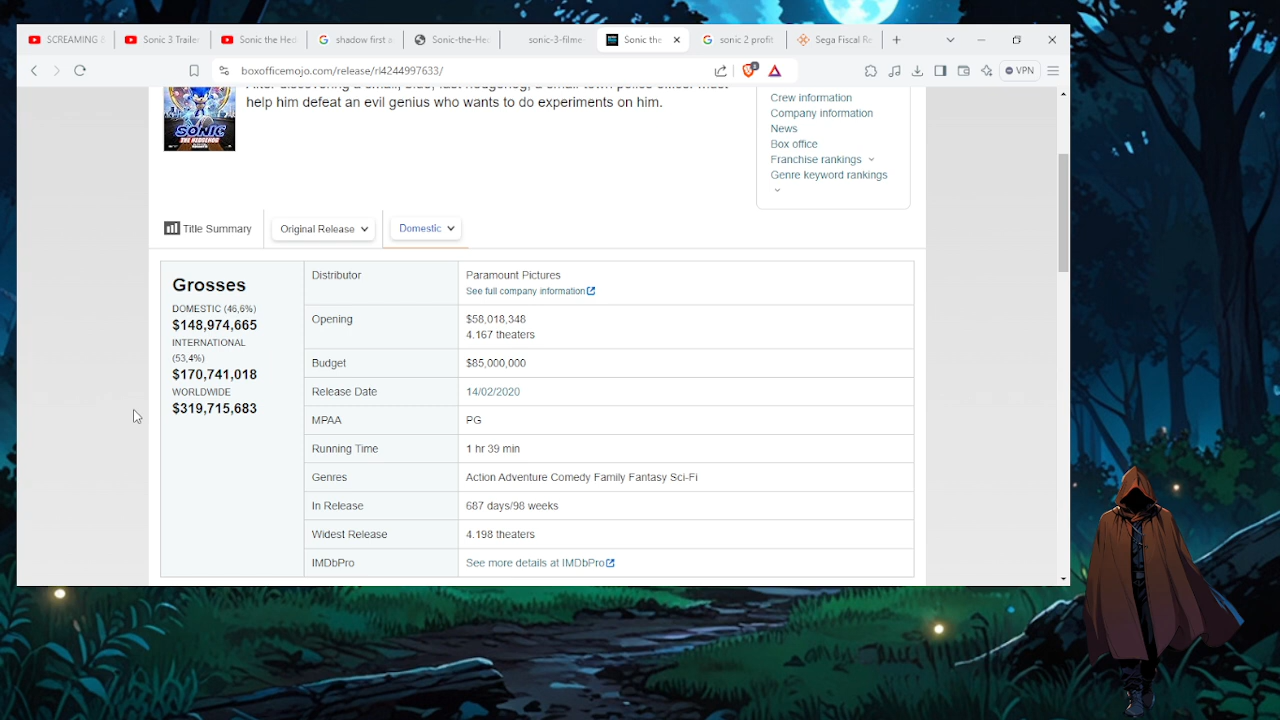 SCREAMING
Sonic 3 Trailer
Sonic the Hed
shadow first a
Sonic-the-Hec
sonic-3-filme
Sonic the
sonic 2 profit
Sega Fiscal Re
boxofficemojo.com/release/rl4244997633/
VPN
help him defeat an evil genius who wants to do experiments on him.
SONIC
THE HEDGEHOG
Crew information
Company information
News
Box office
Franchise rankings
Genre keyword rankings
Title Summary
Original Release
Domestic
Grosses
DOMESTIC (46,6%)
$148,974,665
INTERNATIONAL
(53,4%)
$170,741,018
WORLDWIDE
$319,715,683
Distributor
Paramount Pictures
See full company information
Opening
$58,018,348
4.167 theaters
Budget
$85,000,000
Release Date
14/02/2020
MPAA
PG
Running Time
1 hr 39 min
Genres
Action Adventure Comedy Family Fantasy Sci-Fi
In Release
687 days/98 weeks
Widest Release
4.198 theaters
IMDbPro
See more details at IMDbPro